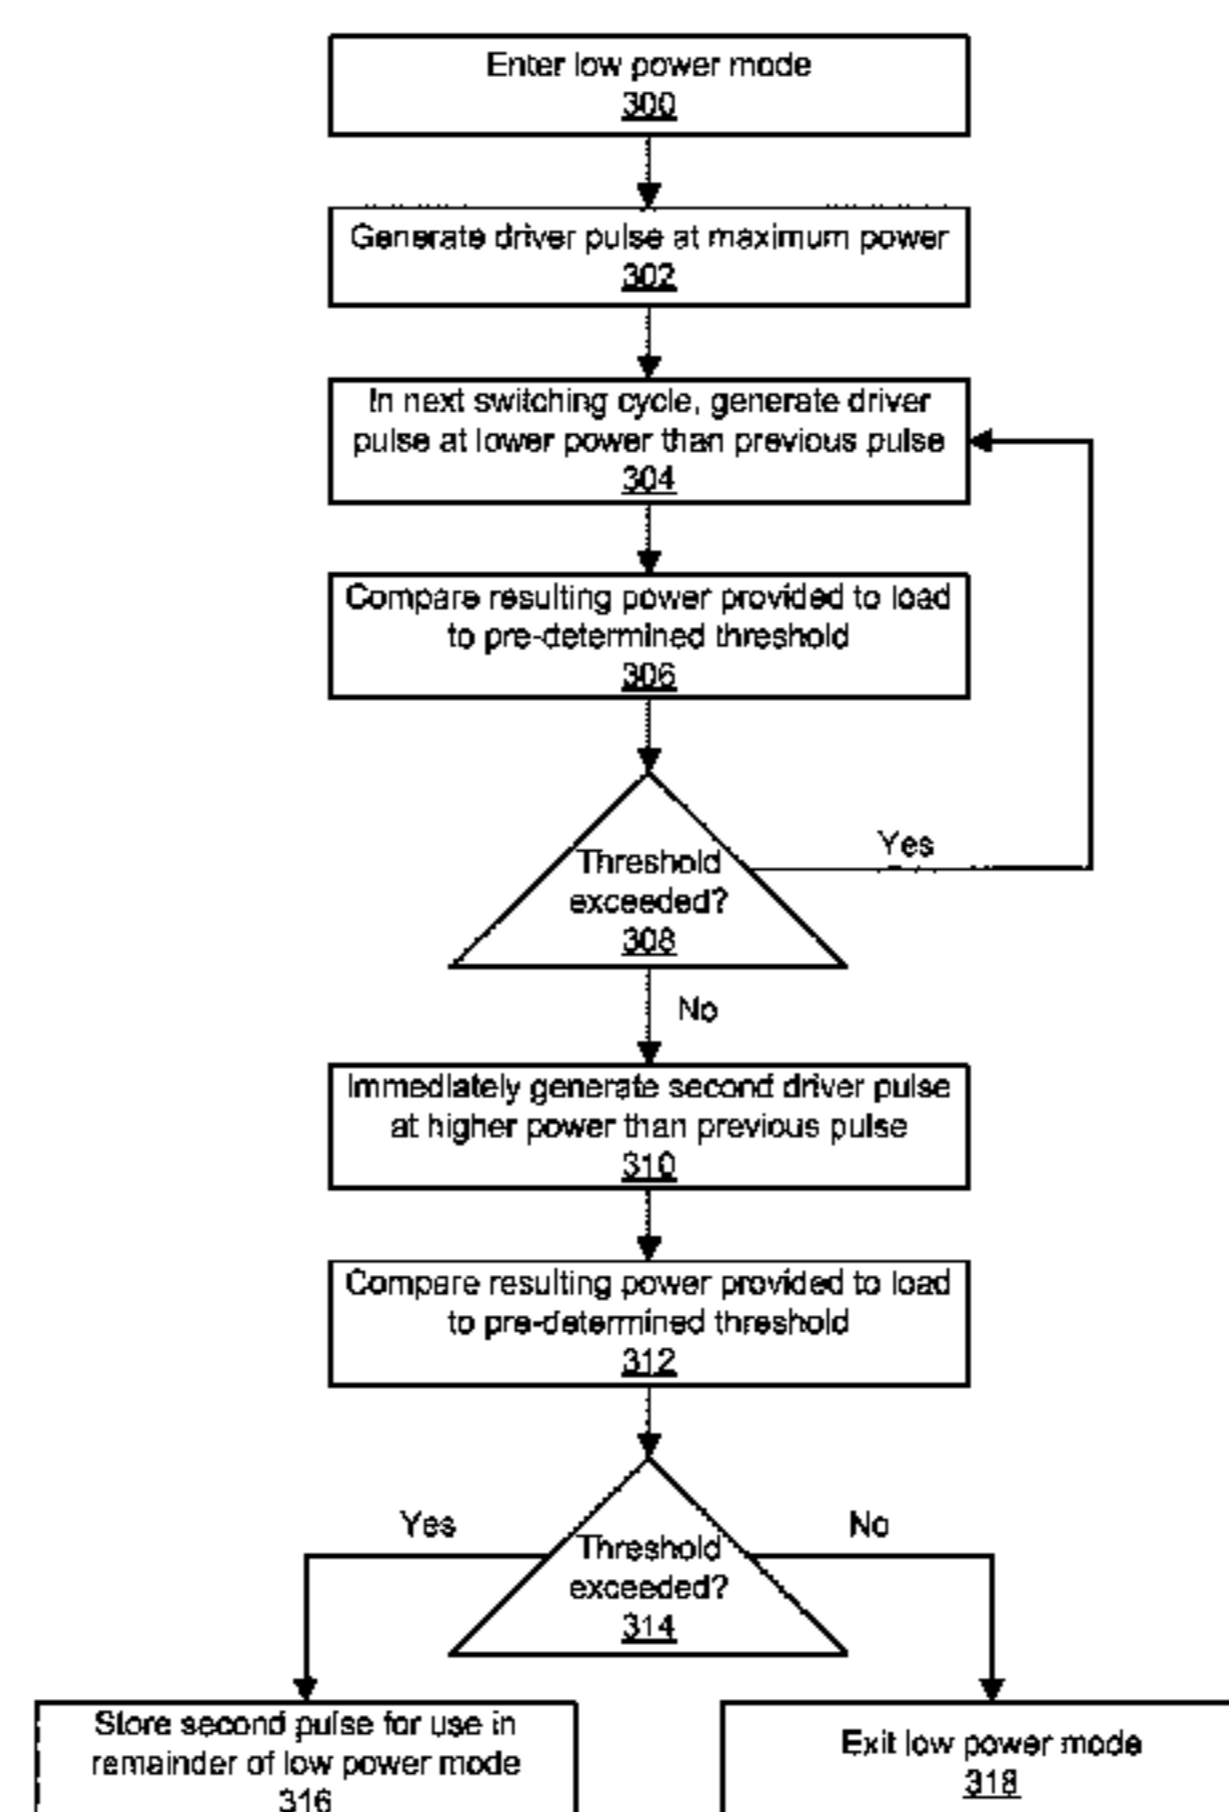 Enter low power mode
300
Generate driver pulse at maximum power
302
In next switching cycle, generate driver
pulse at lower power than previous pulse
304
Compare resulting power provided to load
to pre-determined threshold
306
Threshold
exceeded?
308
Yes
No
Immediately generate second driver pulse
at higher power than previous pulse
310
Compare resulting power provided to load
to pre-determined threshold
312
Yes
No
Threshold
exceeded?
314
Store second pulse for use in
remainder of low power mode
316
Exit low power mode
318